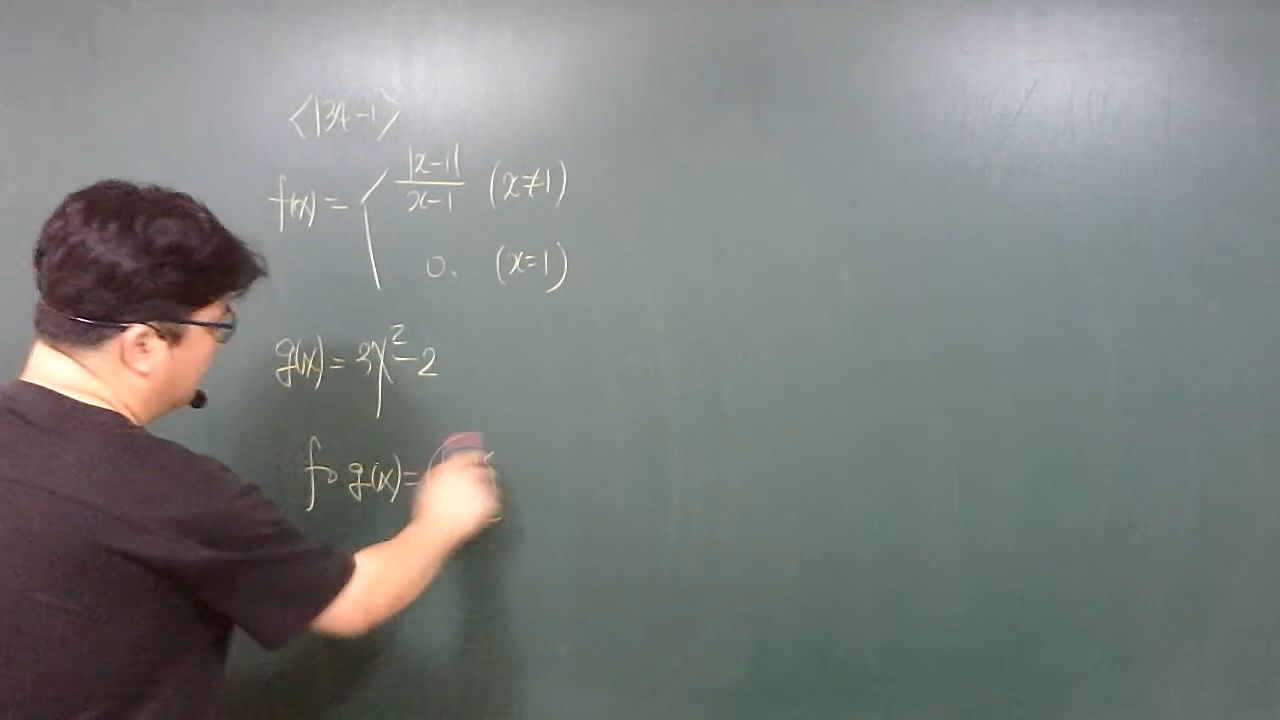 <134-1>
f(x) = { |x-1| / x-1 (x≠1)
0. (x=1)
g(x) = 3x²-2
f∘g(x) =